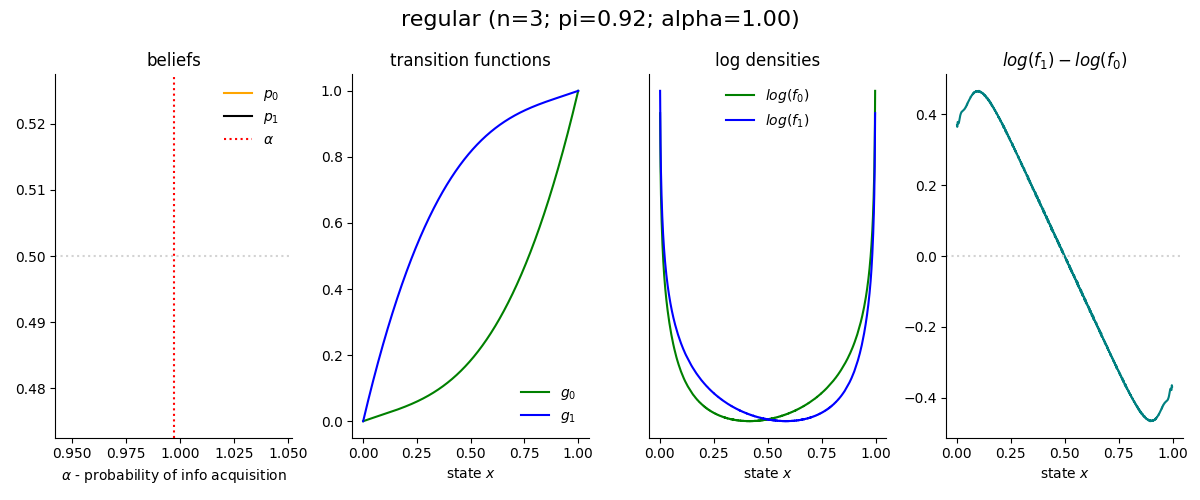 regular (n=3; pi=0.92; alpha=1.00)
beliefs
0.52
0.51
0.50
0.49
0.48
p₀
p₁
α
0.950
0.975
1.000
1.025
1.050
α - probability of info acquisition
transition functions
1.0
0.8
0.6
0.4
0.2
0.0
g₀
g₁
0.00
0.25
0.50
0.75
1.00
state x
log densities
log(f₀)
log(f₁)
0.00
0.25
0.50
0.75
1.00
state x
log(f₁) − log(f₀)
0.4
0.2
0.0
−0.2
−0.4
0.00
0.25
0.50
0.75
1.00
state x